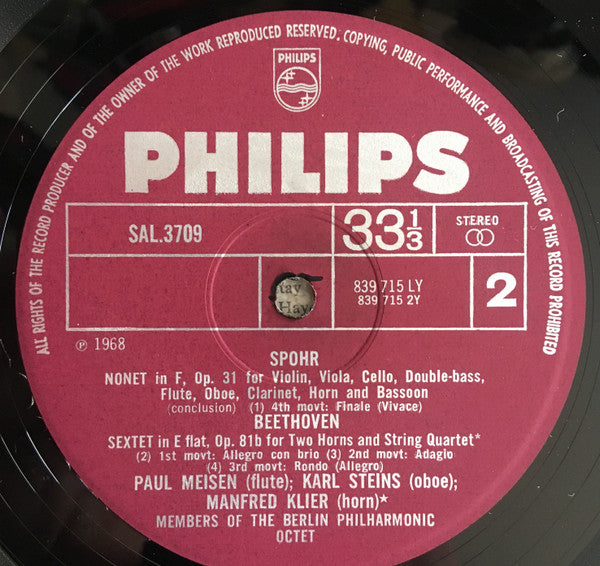 ALL RIGHTS OF THE RECORD PRODUCER AND OF THE OWNER OF THE WORK REPRODUCED RESERVED. COPYING, PUBLIC PERFORMANCE AND BROADCASTING OF THIS RECORD PROHIBITED
PHILIPS
PHILIPS
SAL.3709
33⅓
STEREO
tay
Hay
839 715 LY
839 715 2Y
2
℗ 1968
SPOHR
NONET in F, Op. 31 for Violin, Viola, Cello, Double-bass,
Flute, Oboe, Clarinet, Horn and Bassoon
(conclusion) (1) 4th movt: Finale (Vivace)
BEETHOVEN
SEXTET in E flat, Op. 81b for Two Horns and String Quartet*
(2) 1st movt: Allegro con brio (3) 2nd movt: Adagio
(4) 3rd movt: Rondo (Allegro)
PAUL MEISEN (flute); KARL STEINS (oboe);
MANFRED KLIER (horn)*
MEMBERS OF THE BERLIN PHILHARMONIC
OCTET